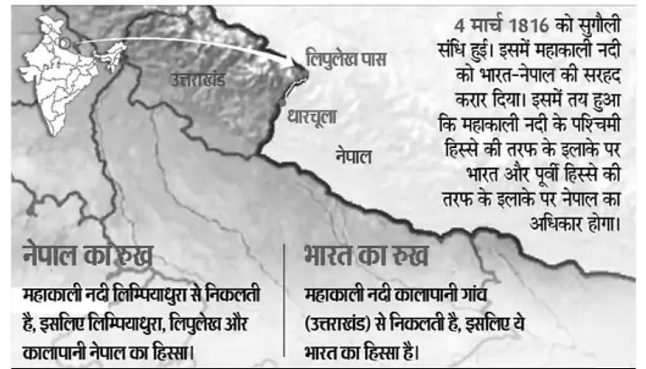 4 मार्च 1816 को सुगौली
संधि हुई। इसमें महाकाली नदी
को भारत-नेपाल की सरहद
करार दिया। इसमें तय हुआ
कि महाकाली नदी के पश्चिमी
हिस्से की तरफ के इलाके पर
भारत और पूर्वी हिस्से की
तरफ के इलाके पर नेपाल का
अधिकार होगा।
लिपुलेख पास
उत्तराखंड
धारचूला
नेपाल
नेपाल का रुख
महाकाली नदी लिम्पियाधुरा से निकलती
है, इसलिए लिम्पियाधुरा, लिपुलेख और
कालापानी नेपाल का हिस्सा।
भारत का रुख
महाकाली नदी कालापानी गांव
(उत्तराखंड) से निकलती है, इसलिए ये
भारत का हिस्सा है।